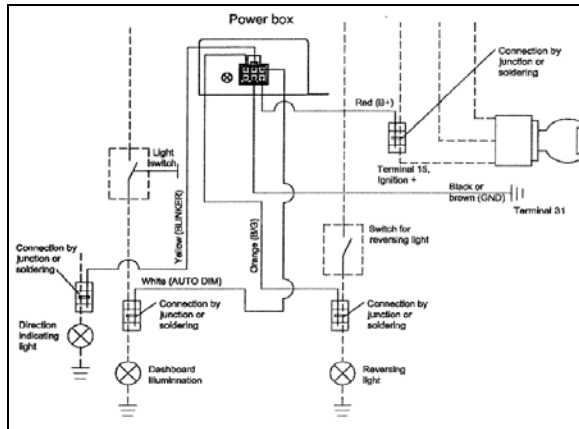 Power box
Connection by
junction or
soldering
Red (B+)
Light
switch
Terminal 15,
Ignition +
Black or
brown (GND)
Terminal 31
Yellow (BLINKER)
Orange (B/G)
Switch for
reversing light
Connection by
junction or
soldering
White (AUTO DIM)
Connection by
junction or
soldering
Connection by
junction or
soldering
Direction
indicating
light
Dashboard
illuminnation
Reversing
light